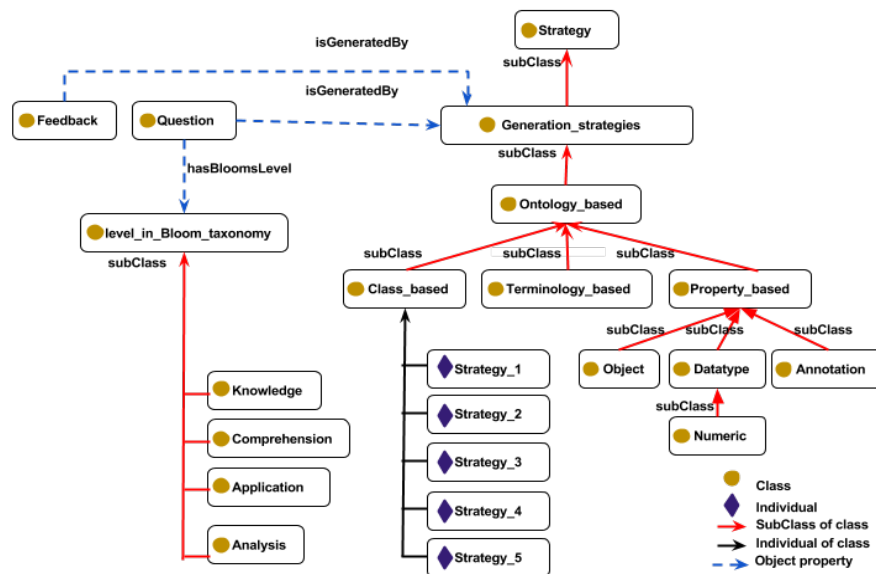 Strategy
isGeneratedBy
subClass
isGeneratedBy
Feedback
Question
Generation_strategies
subClass
hasBloomsLevel
Ontology_based
level_in_Bloom_taxonomy
subClass
subClass
subClass
subClass
Class_based
Terminology_based
Property_based
subClass
subClass
subClass
Strategy_1
Object
Datatype
Annotation
Knowledge
subClass
Strategy_2
Comprehension
Numeric
Strategy_3
Application
Class
Strategy_4
Individual
SubClass of class
Analysis
Strategy_5
Individual of class
Object property